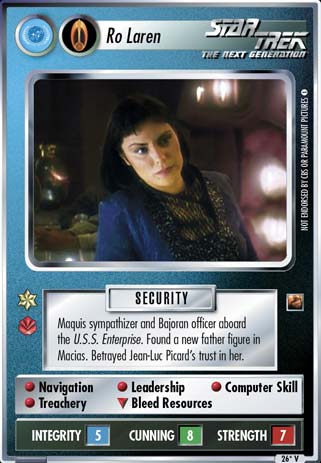 Ro Laren
STAR TREK
THE NEXT GENERATION
NOT ENDORSED BY CBS OR PARAMOUNT PICTURES
SECURITY
Maquis sympathizer and Bajoran officer aboard
the U.S.S. Enterprise. Found a new father figure in
Macias. Betrayed Jean-Luc Picard's trust in her.
Navigation Leadership Computer Skill
Treachery Bleed Resources
INTEGRITY 5 CUNNING 8 STRENGTH 7
26* V